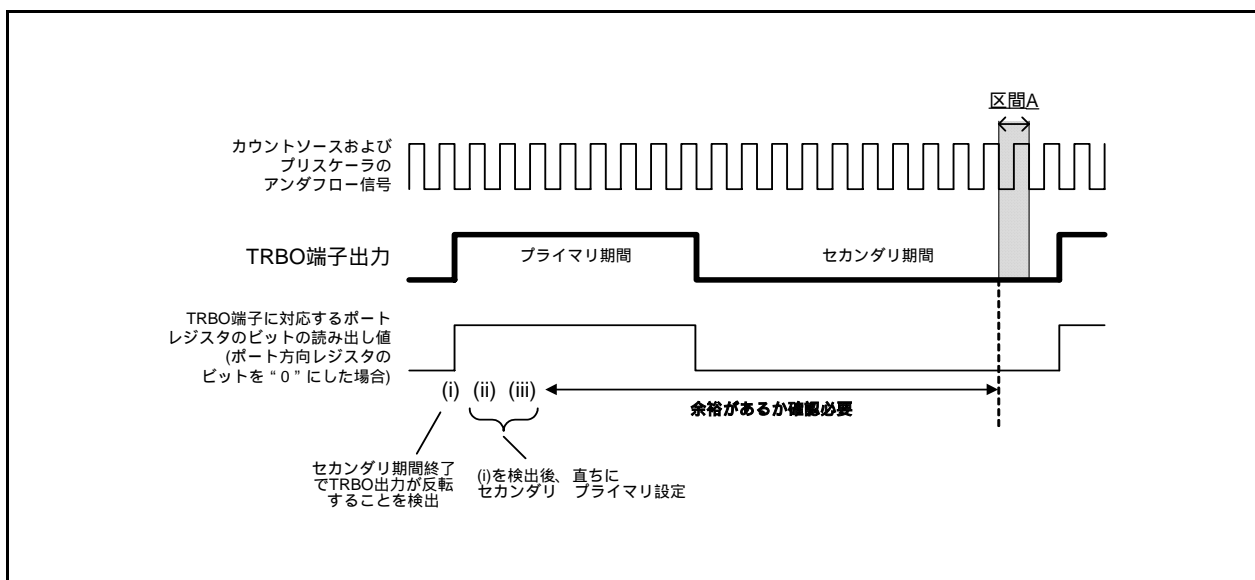 区間A
カウントソースおよび
プリスケーラの
アンダフロー信号
TRBO端子出力
プライマリ期間
セカンダリ期間
TRBO端子に対応するポート
レジスタのビットの読み出し値
(ポート方向レジスタの
ビットを“0”にした場合)
(i) (ii) (iii)
余裕があるか確認必要
セカンダリ期間終了
でTRBO出力が反転
することを検出
(i)を検出後、直ちに
セカンダリ プライマリ設定